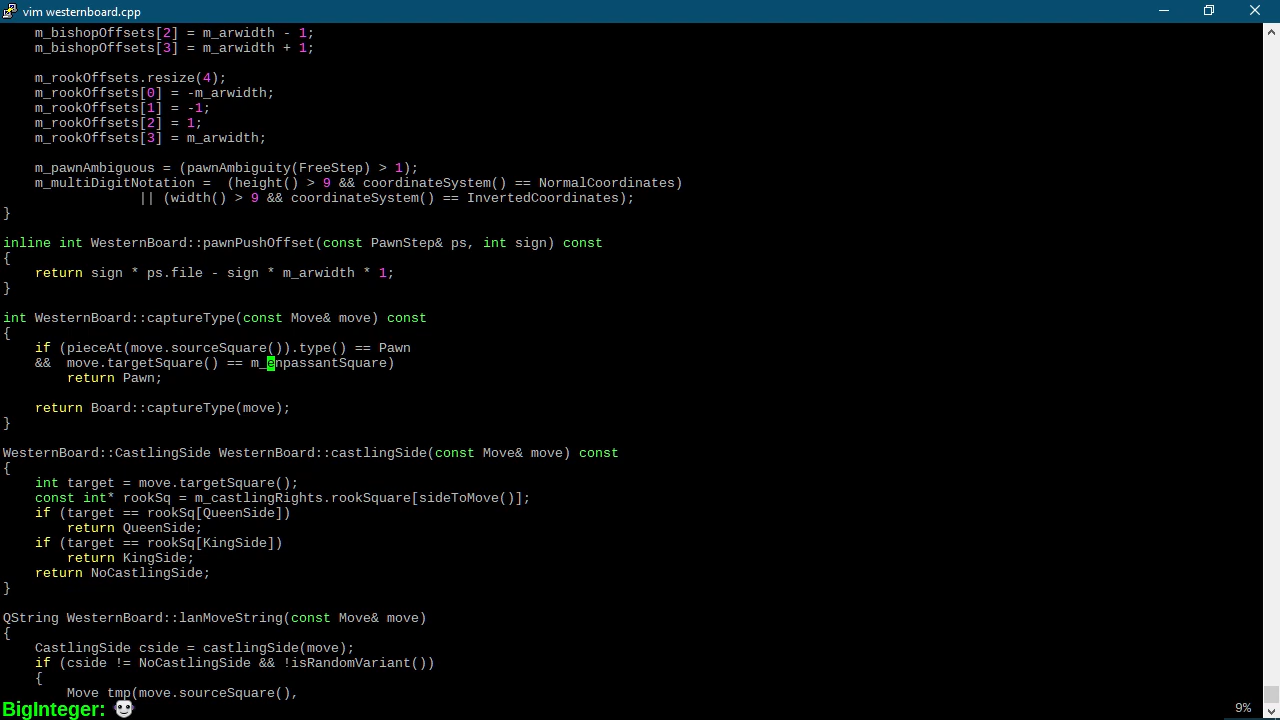 vim westernboard.cpp
m_bishopOffsets[2] = m_arwidth - 1;
m_bishopOffsets[3] = m_arwidth + 1;
m_rookOffsets.resize(4);
m_rookOffsets[0] = -m_arwidth;
m_rookOffsets[1] = -1;
m_rookOffsets[2] = 1;
m_rookOffsets[3] = m_arwidth;
m_pawnAmbiguous = (pawnAmbiguity(FreeStep) > 1);
m_multiDigitNotation =  (height() > 9 && coordinateSystem() == NormalCoordinates)
|| (width() > 9 && coordinateSystem() == InvertedCoordinates);
}
inline int WesternBoard::pawnPushOffset(const PawnStep& ps, int sign) const
{
return sign * ps.file - sign * m_arwidth * 1;
}
int WesternBoard::captureType(const Move& move) const
{
if (pieceAt(move.sourceSquare()).type() == Pawn
&&  move.targetSquare() == m_enpassantSquare)
return Pawn;
return Board::captureType(move);
}
WesternBoard::CastlingSide WesternBoard::castlingSide(const Move& move) const
{
int target = move.targetSquare();
const int* rookSq = m_castlingRights.rookSquare[sideToMove()];
if (target == rookSq[QueenSide])
return QueenSide;
if (target == rookSq[KingSide])
return KingSide;
return NoCastlingSide;
}
QString WesternBoard::lanMoveString(const Move& move)
{
CastlingSide cside = castlingSide(move);
if (cside != NoCastlingSide && !isRandomVariant())
{
Move tmp(move.sourceSquare(),
BigInteger:
9%